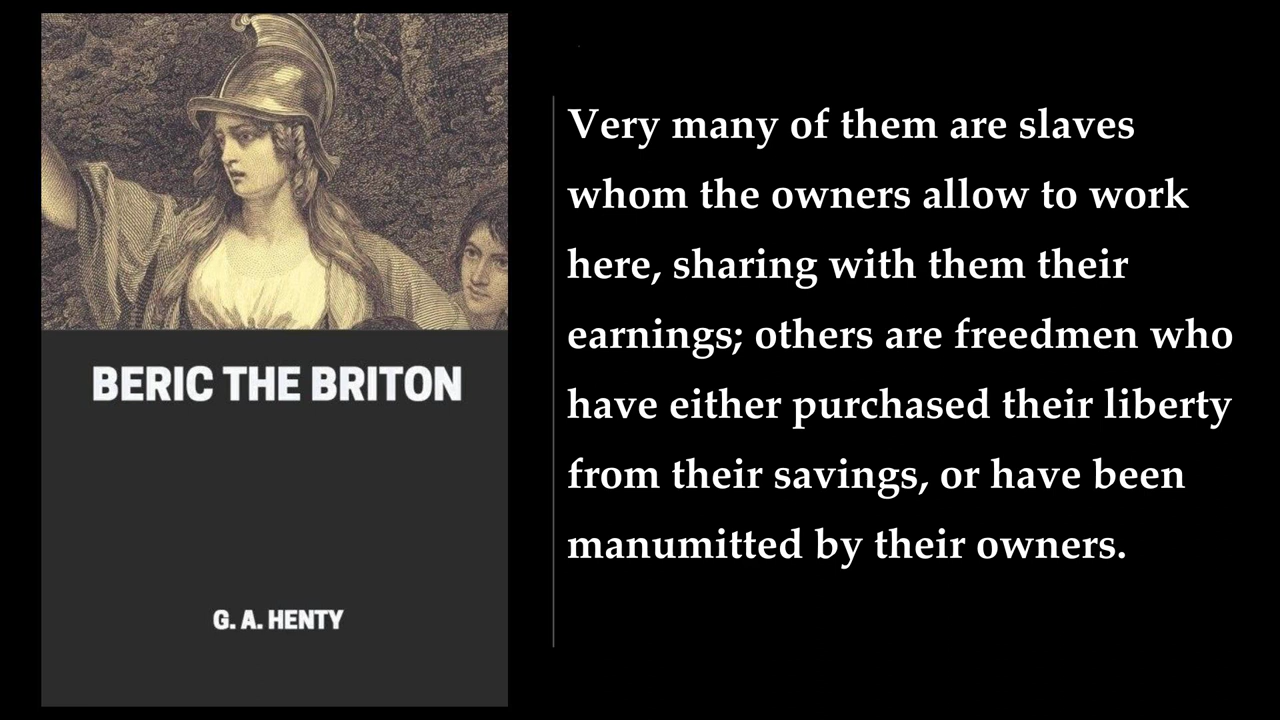 BERIC THE BRITON
G. A. HENTY
Very many of them are slaves
whom the owners allow to work
here, sharing with them their
earnings; others are freedmen who
have either purchased their liberty
from their savings, or have been
manumitted by their owners.